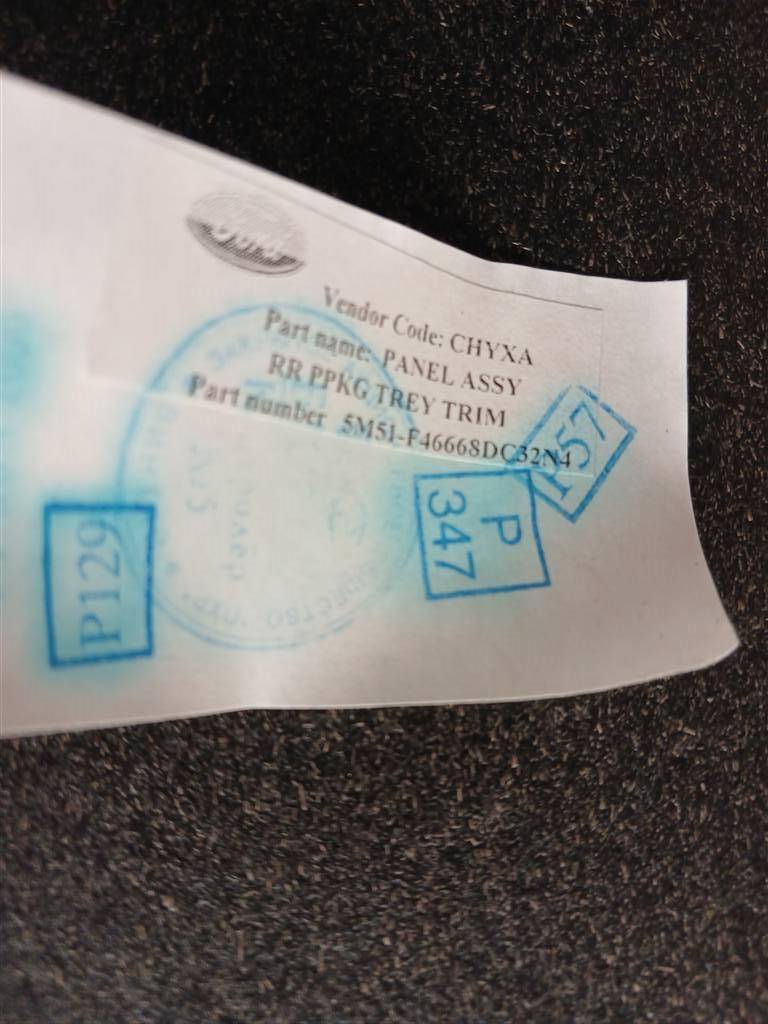 Vendor Code: CHYXA
Part name: PANEL ASSY
RR PPKG TREY TRIM
Part number 5M51-F46668DC32N4
P57
P
347
P129